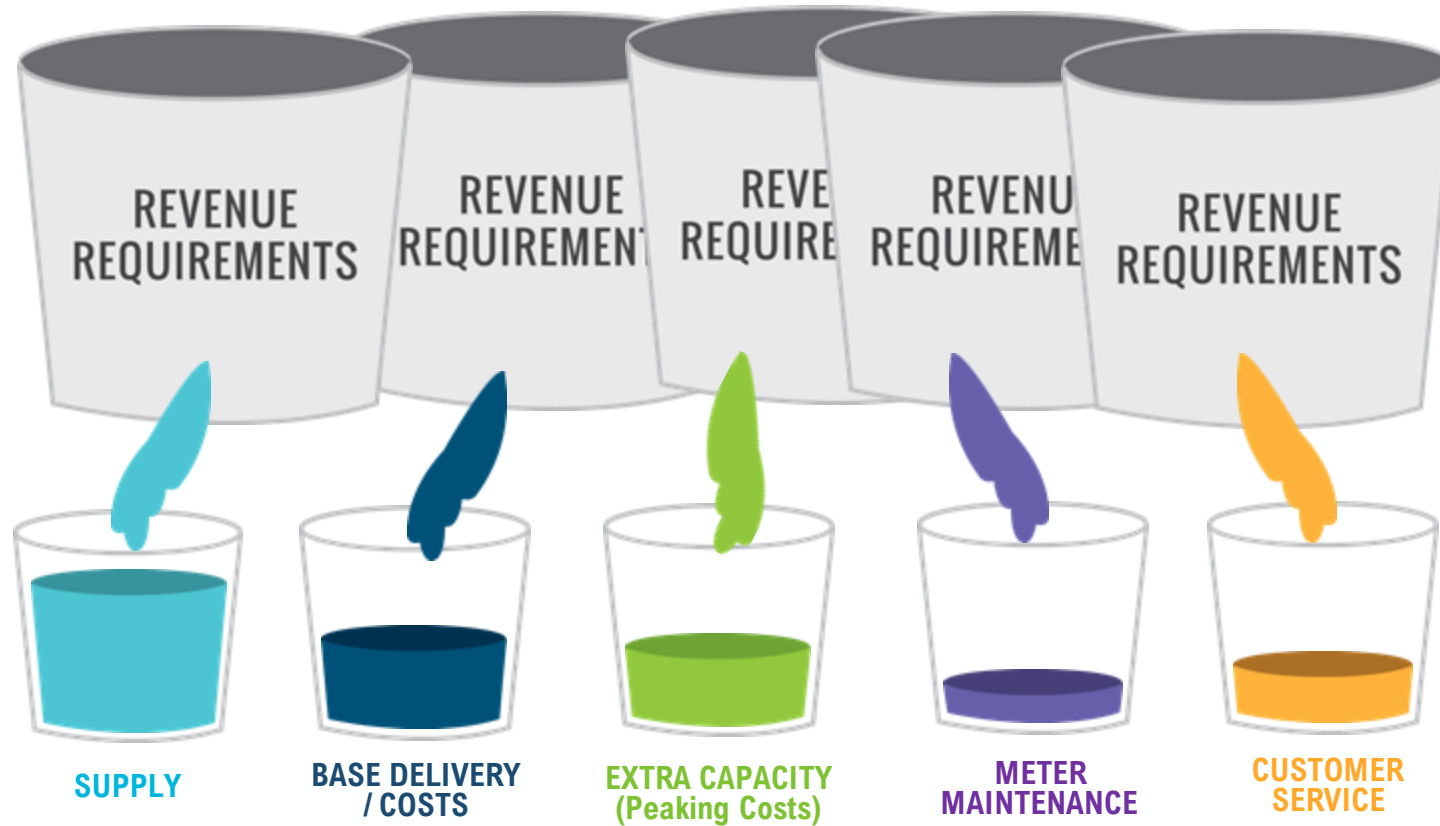 REVENUE
REQUIREMENTS
REVENUE
REQUIREMENT
REVE
REQUIRE
REVENU
REQUIREME
REVENUE
REQUIREMENTS
SUPPLY
BASE DELIVERY
/ COSTS
EXTRA CAPACITY
(Peaking Costs)
METER
MAINTENANCE
CUSTOMER
SERVICE